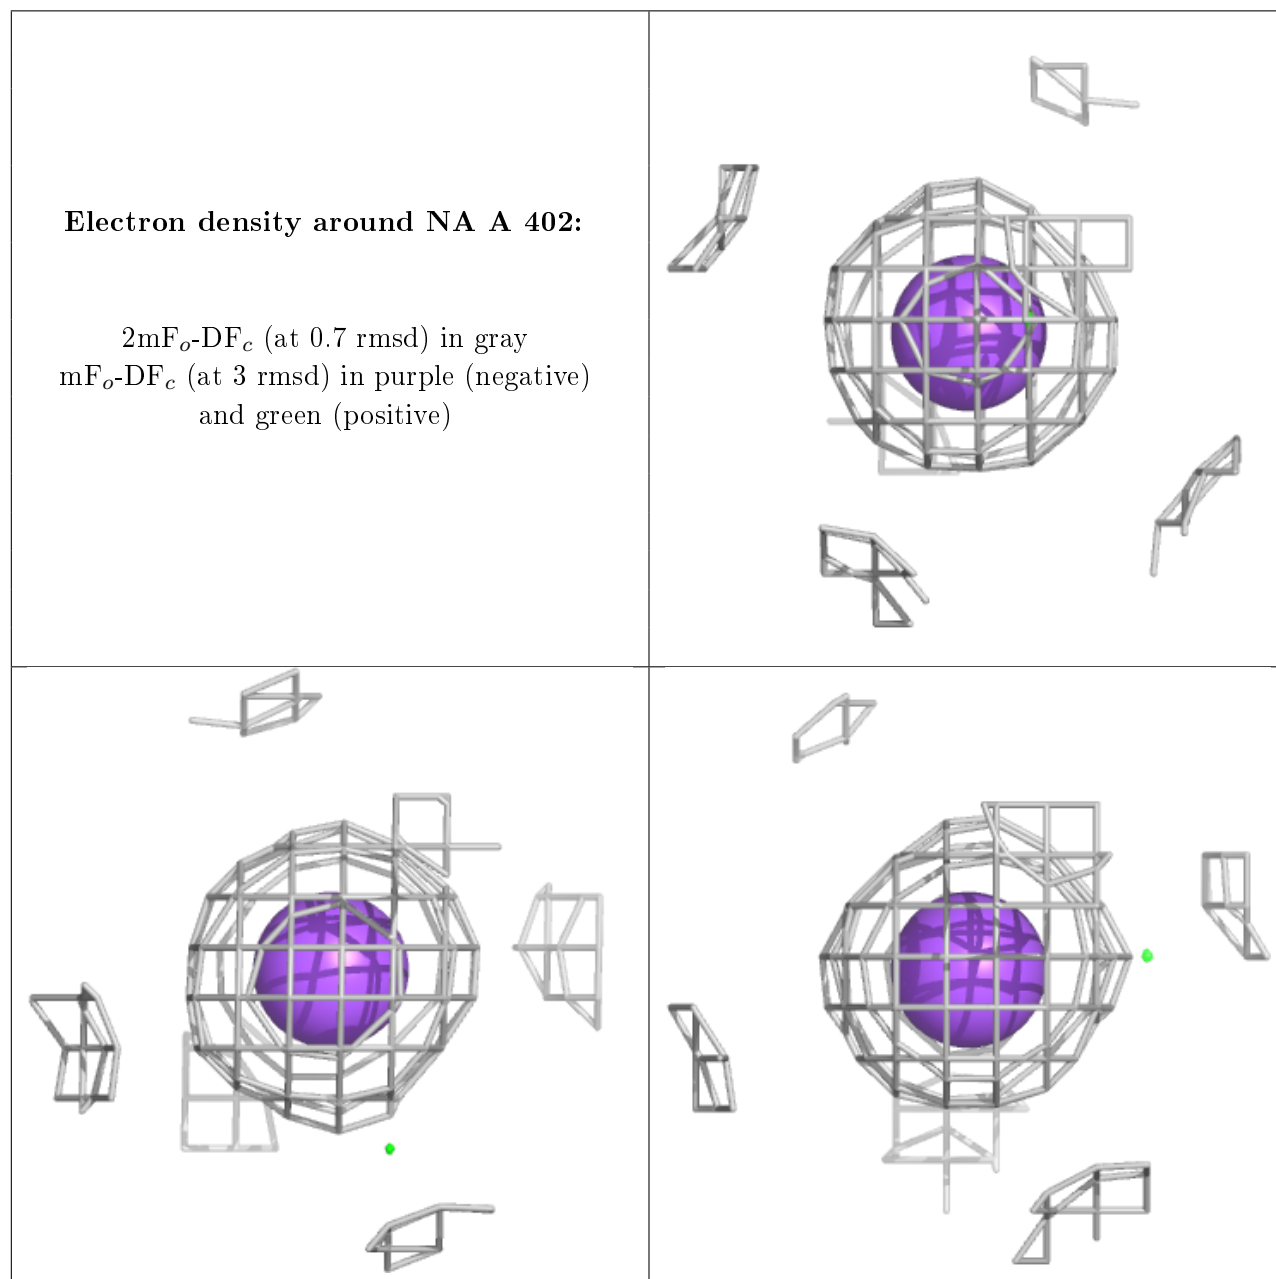 Electron density around NA A 402:
2mFo-DFc (at 0.7 rmsd) in gray
mFo-DFc (at 3 rmsd) in purple (negative)
and green (positive)